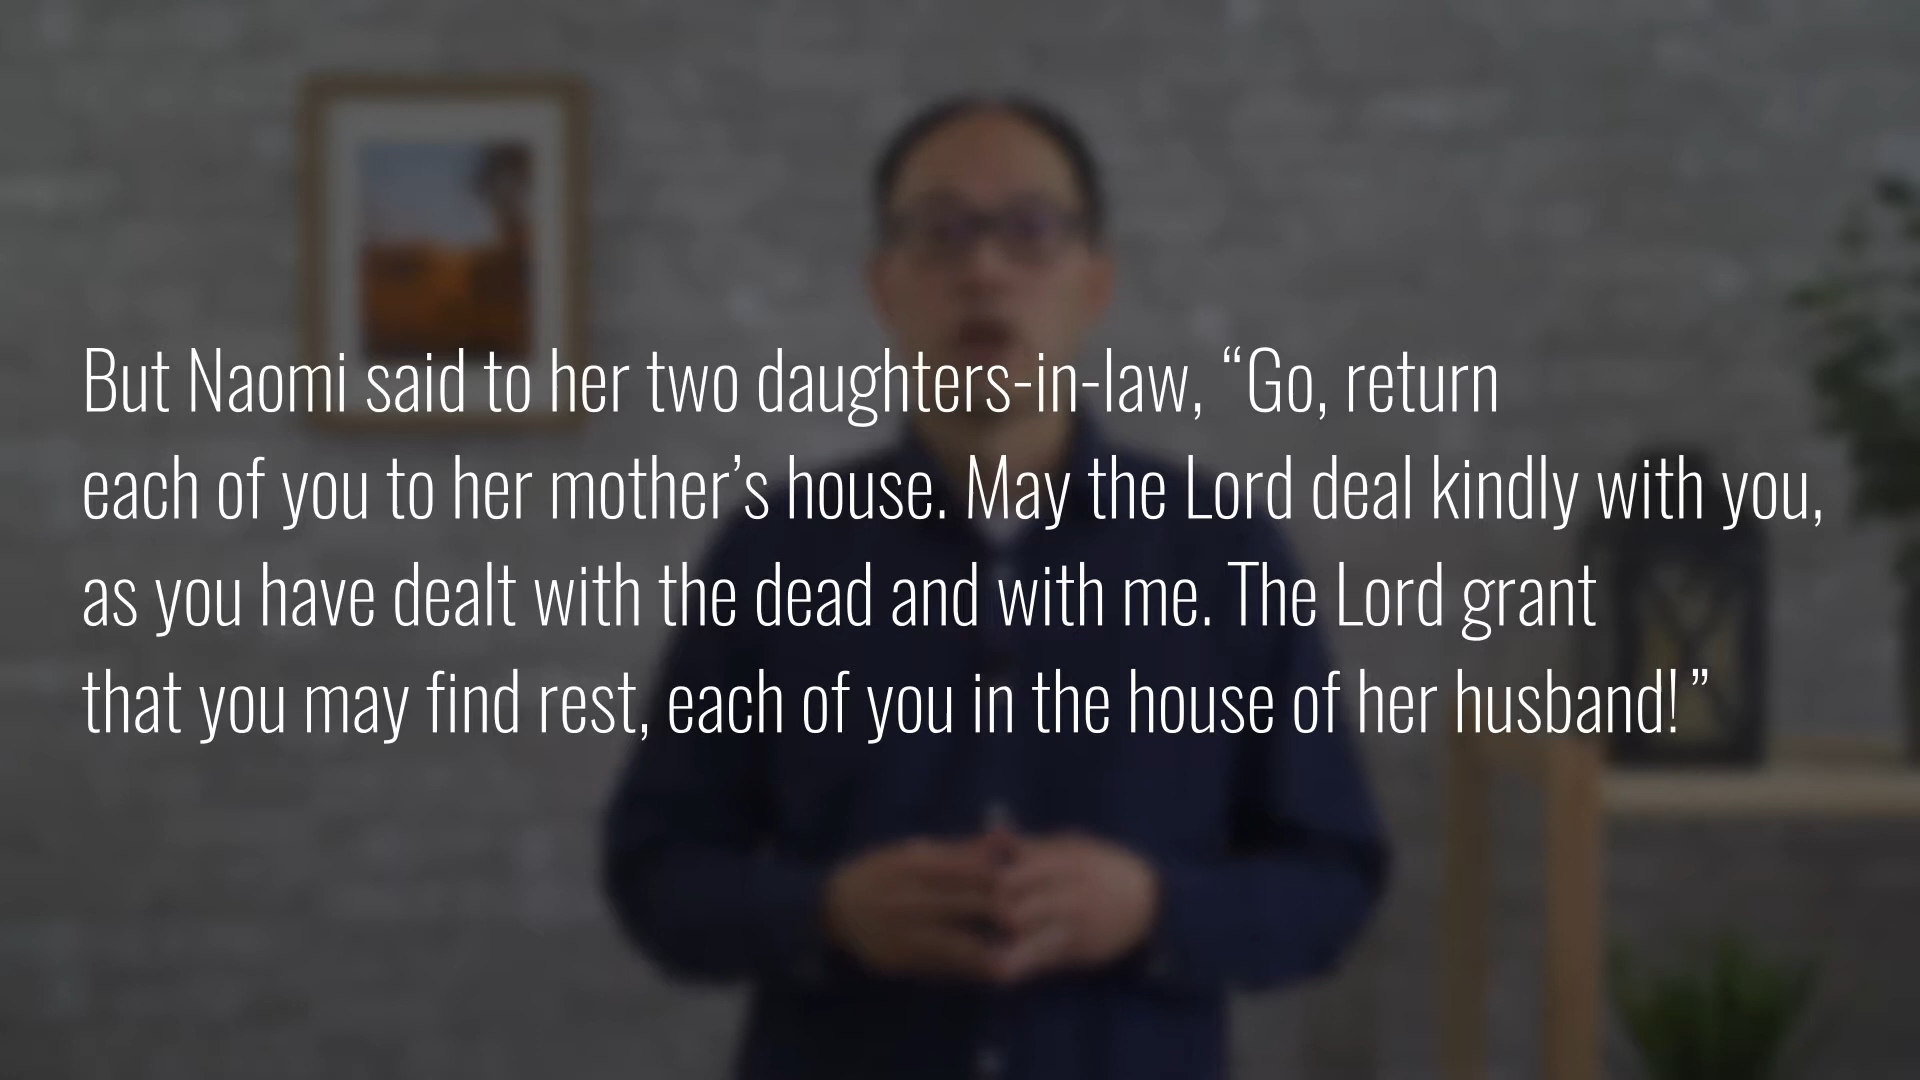 But Naomi said to her two daughters-in-law, “Go, return
each of you to her mother’s house. May the Lord deal kindly with you,
as you have dealt with the dead and with me. The Lord grant
that you may find rest, each of you in the house of her husband!”